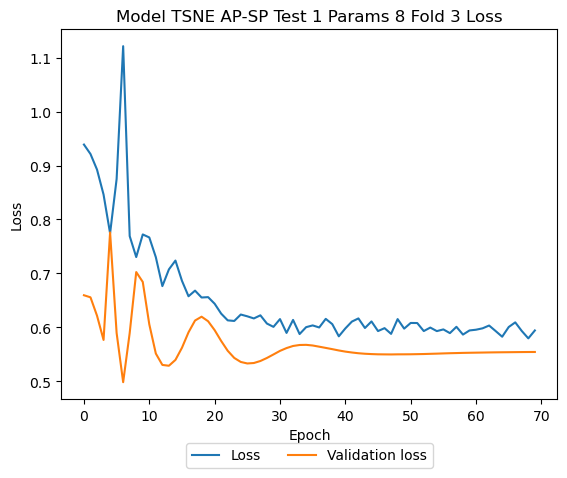 Model TSNE AP-SP Test 1 Params 8 Fold 3 Loss
1.1
1.0
0.9
0.8
0.7
0.6
0.5
Loss
0 10 20 30 40 50 60 70
Epoch
Loss Validation loss